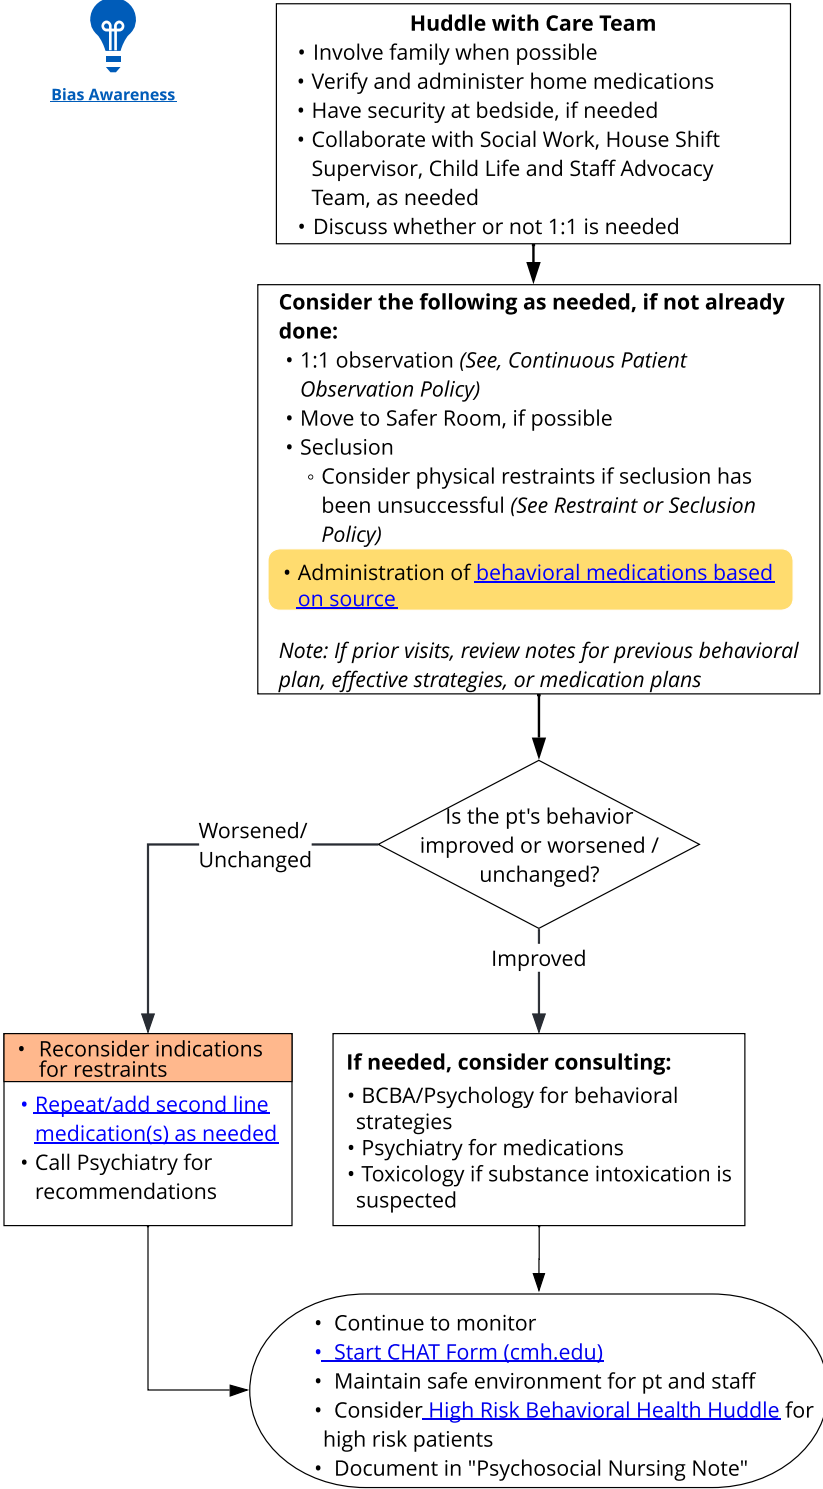 Bias Awareness
Huddle with Care Team
• Involve family when possible
• Verify and administer home medications
• Have security at bedside, if needed
• Collaborate with Social Work, House Shift
Supervisor, Child Life and Staff Advocacy
Team, as needed
• Discuss whether or not 1:1 is needed
Consider the following as needed, if not already
done:
• 1:1 observation (See, Continuous Patient
Observation Policy)
• Move to Safer Room, if possible
• Seclusion
◦ Consider physical restraints if seclusion has
been unsuccessful (See Restraint or Seclusion
Policy)
• Administration of behavioral medications based
on source
Note: If prior visits, review notes for previous behavioral
plan, effective strategies, or medication plans
Is the pt's behavior
improved or worsened /
unchanged?
Worsened/
Unchanged
Improved
• Reconsider indications
for restraints
• Repeat/add second line
medication(s) as needed
• Call Psychiatry for
recommendations
If needed, consider consulting:
• BCBA/Psychology for behavioral
strategies
• Psychiatry for medications
• Toxicology if substance intoxication is
suspected
• Continue to monitor
• Start CHAT Form (cmh.edu)
• Maintain safe environment for pt and staff
• Consider High Risk Behavioral Health Huddle for
high risk patients
• Document in "Psychosocial Nursing Note"